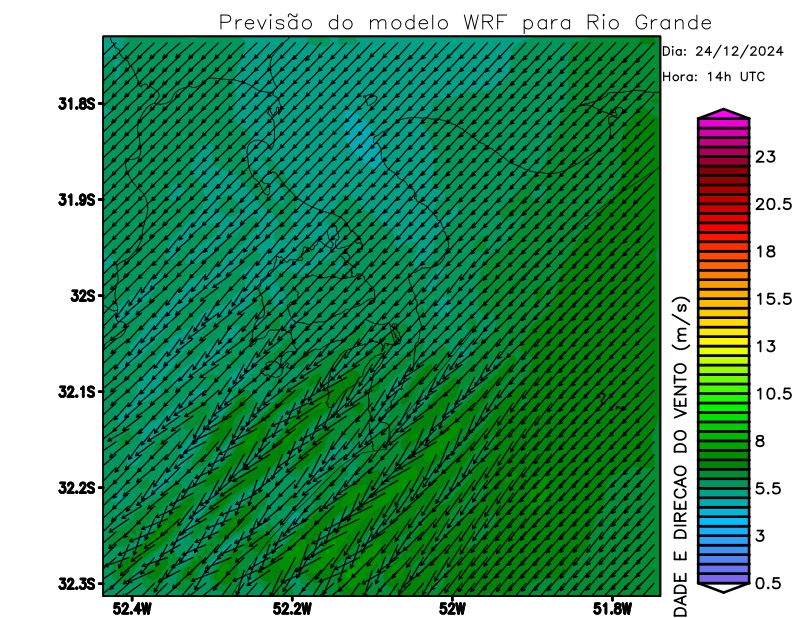 Previsão do modelo WRF para Rio Grande
Dia: 24/12/2024
Hora: 14h UTC
31.8S
31.9S
32S
32.1S
32.2S
32.3S
52.4W
52.2W
52W
51.8W
23
20.5
18
15.5
13
10.5
8
5.5
3
0.5
DADE E DIRECAO DO VENTO (m/s)